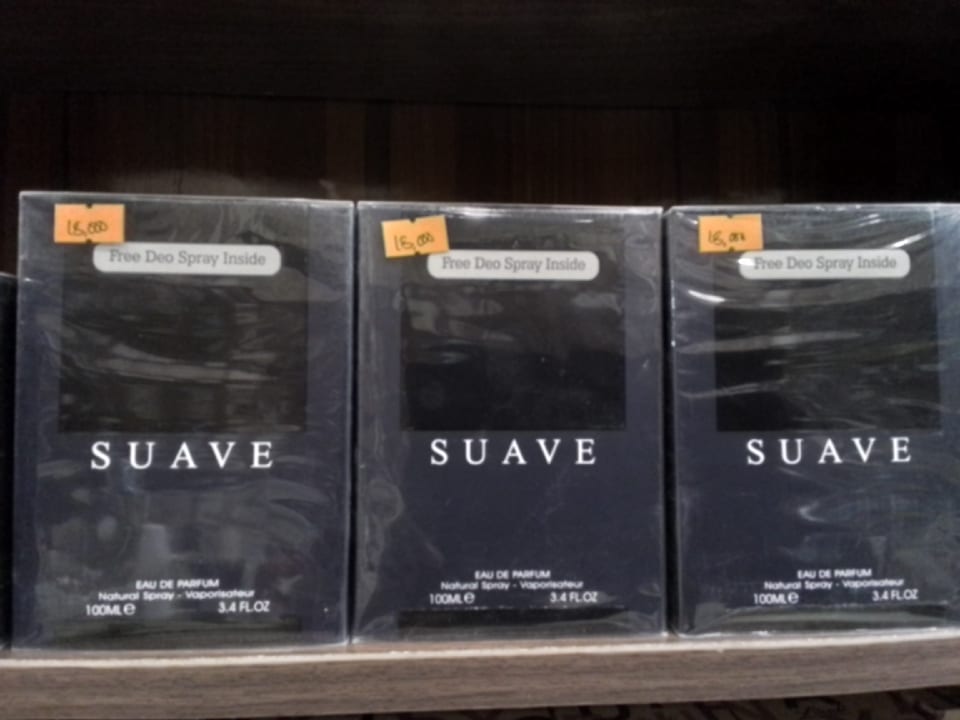 15,000
Free Deo Spray Inside
SUAVE
EAU DE PARFUM
Natural Spray - Vaporisateur
100ML e 3.4 FL.OZ
15,000
Free Deo Spray Inside
SUAVE
EAU DE PARFUM
Natural Spray - Vaporisateur
100ML e 3.4 FL.OZ
15,000
Free Deo Spray Inside
SUAVE
EAU DE PARFUM
Natural Spray - Vaporisateur
100ML e 3.4 FL.OZ